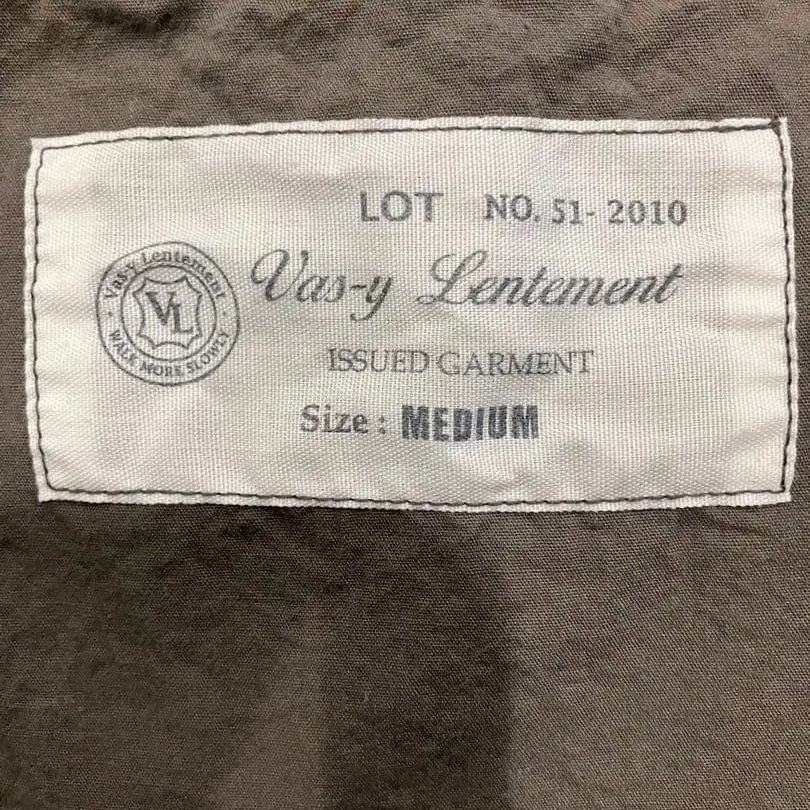 LOT NO. 51- 2010
Vas-y Lentement
VL
WALK MORE SLOWLY
Vas-y Lentement
ISSUED GARMENT
Size : MEDIUM